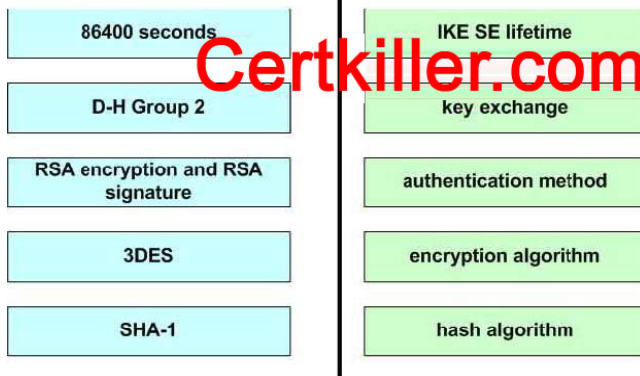 86400 seconds
IKE SE lifetime
Certkiller.com
D-H Group 2
key exchange
RSA encryption and RSA
signature
authentication method
3DES
encryption algorithm
SHA-1
hash algorithm